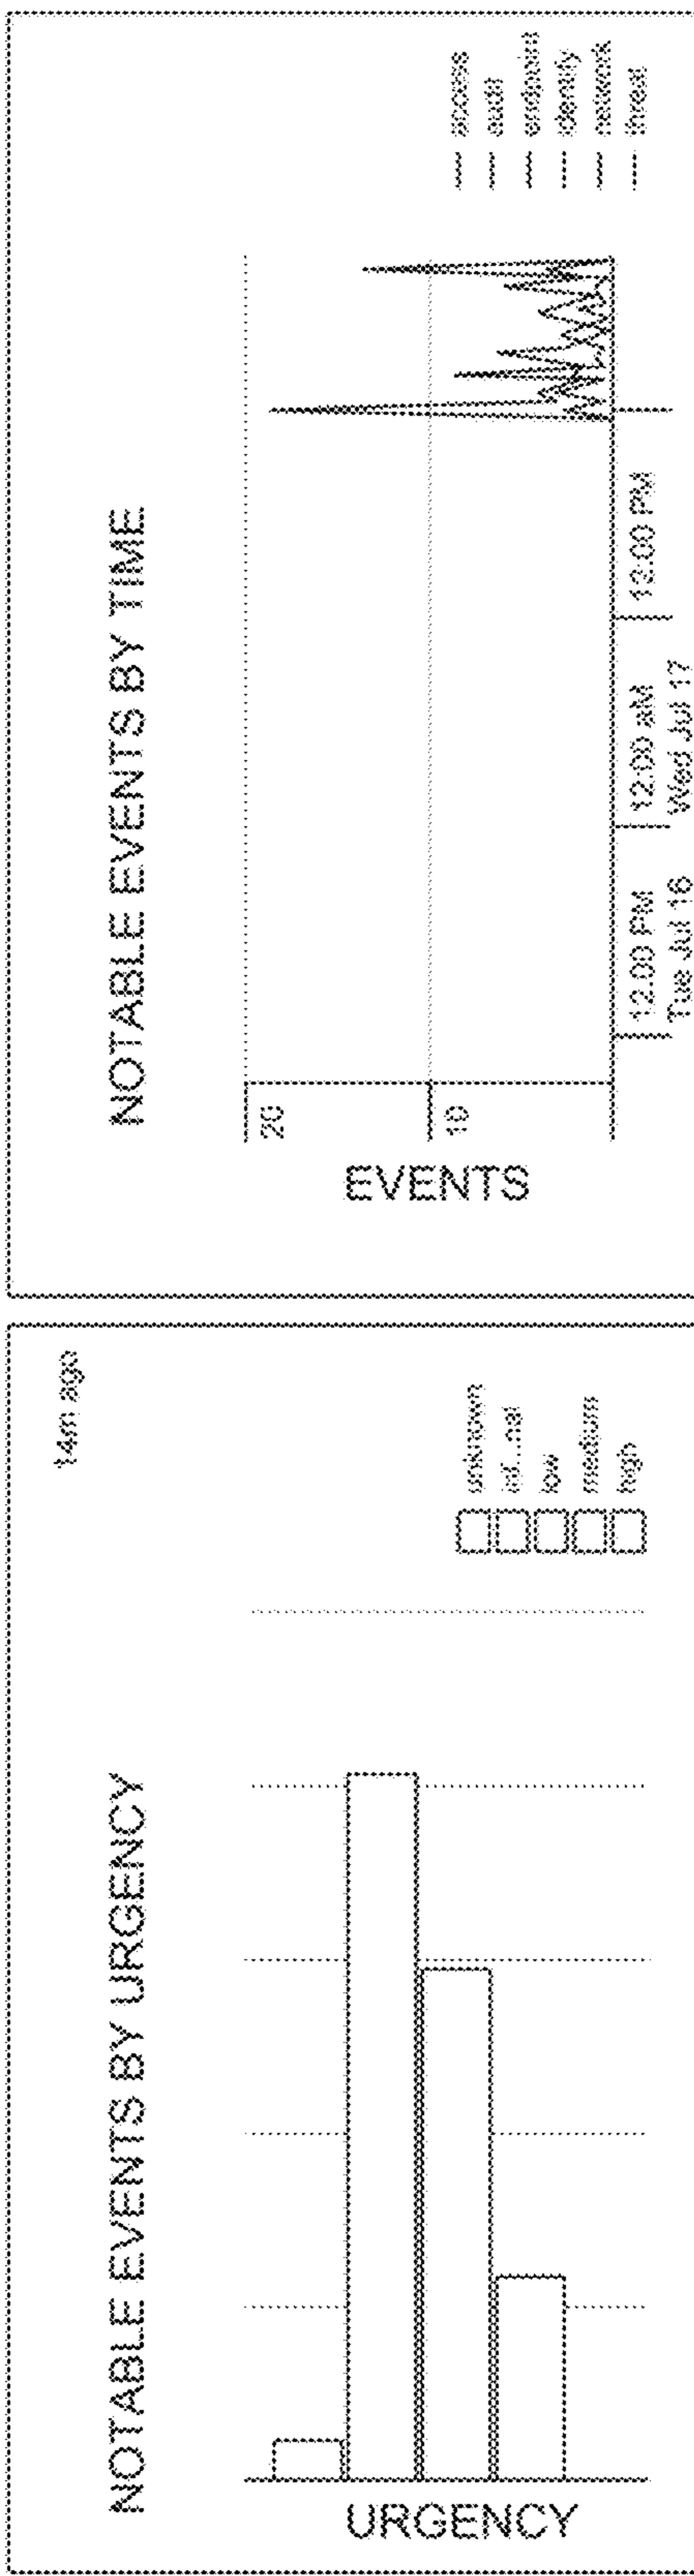 NOTABLE EVENTS BY URGENCY
14m ago
URGENCY
unknown
inf...nal
low
medium
high
NOTABLE EVENTS BY TIME
EVENTS
20
10
12:00 PM
Tue Jul 16
12:00 aM
Wed Jul 17
12:00 PM
access
audit
endpoint
identity
network
threat